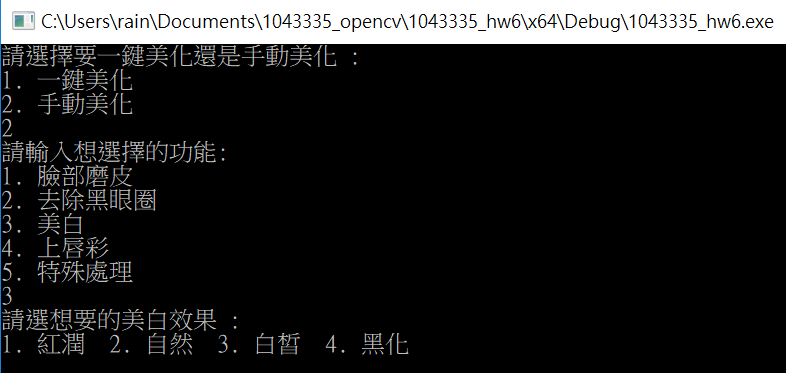 C:\Users\rain\Documents\1043335_opencv\1043335_hw6\x64\Debug\1043335_hw6.exe
請選擇要一鍵美化還是手動美化 :
1. 一鍵美化
2. 手動美化
2
請輸入想選擇的功能:
1. 臉部磨皮
2. 去除黑眼圈
3. 美白
4. 上唇彩
5. 特殊處理
3
請選想要的美白效果 :
1. 紅潤  2. 自然  3. 白皙  4. 黑化